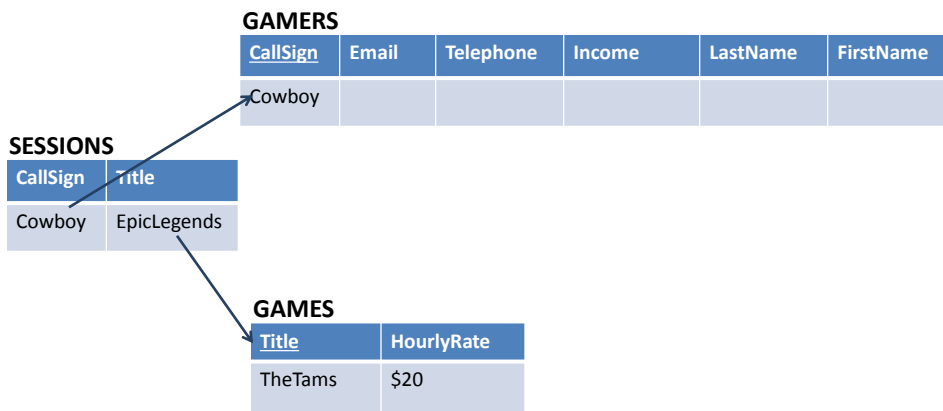 GAMERS
CallSign Email Telephone Income LastName FirstName
Cowboy
SESSIONS
CallSign Title
Cowboy EpicLegends
GAMES
Title HourlyRate
TheTams $20